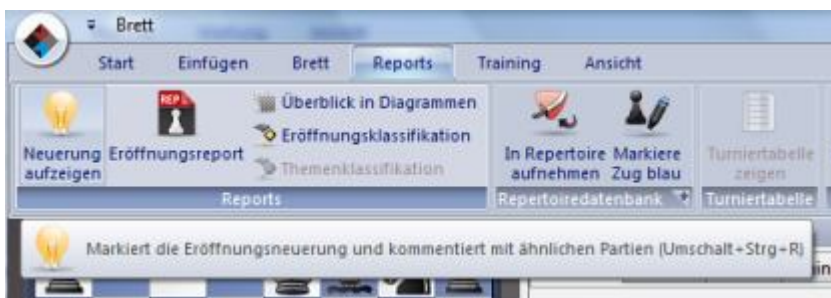 Brett
Start Einfügen Brett Reports Training Ansicht
REP
Überblick in Diagrammen
Eröffnungsklassifikation
Themenklassifikation
Neuerung aufzeigen
Eröffnungsreport
In Repertoire aufnehmen
Markiere Zug blau
Turniertabelle zeigen
Reports Repertoiredatenbank Turniertabelle
Markiert die Eröffnungsneuerung und kommentiert mit ähnlichen Partien (Umschalt+Strg+R)